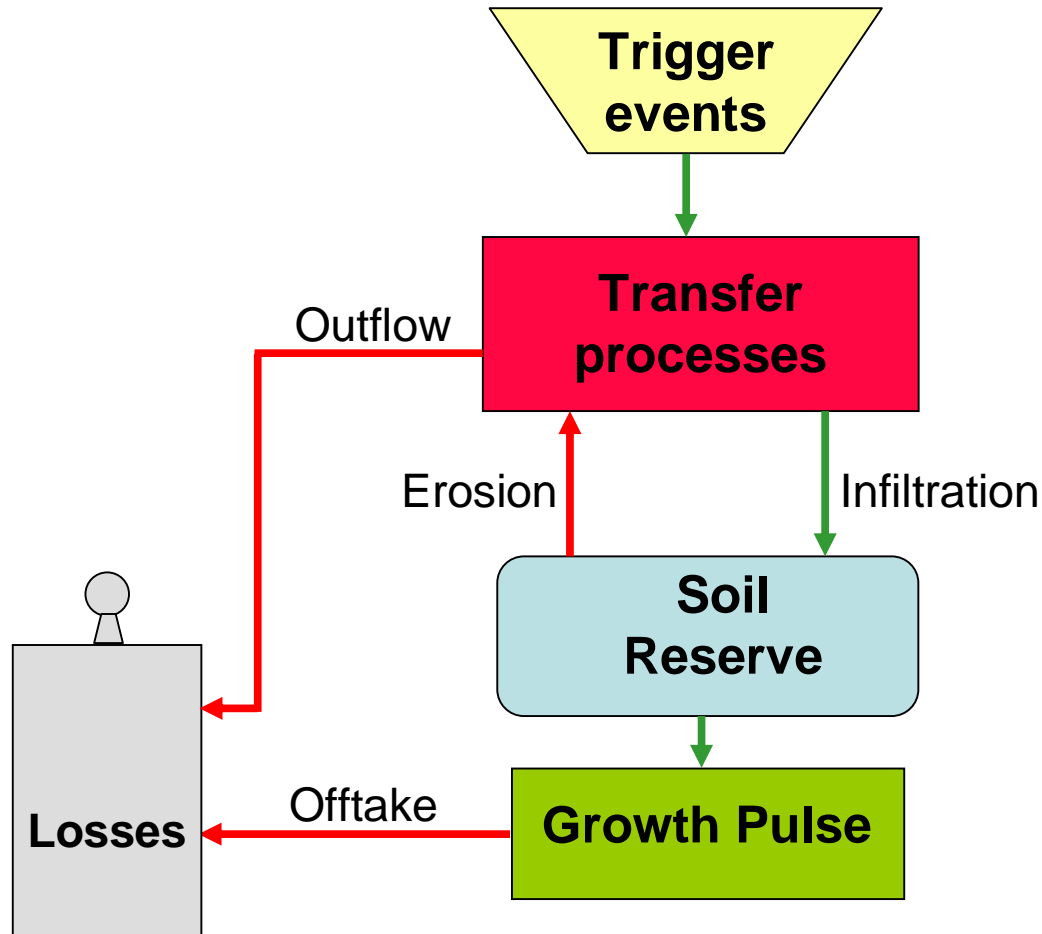 Trigger
events
Outflow
Transfer
processes
Erosion
Infiltration
Soil
Reserve
Losses
Offtake
Growth Pulse